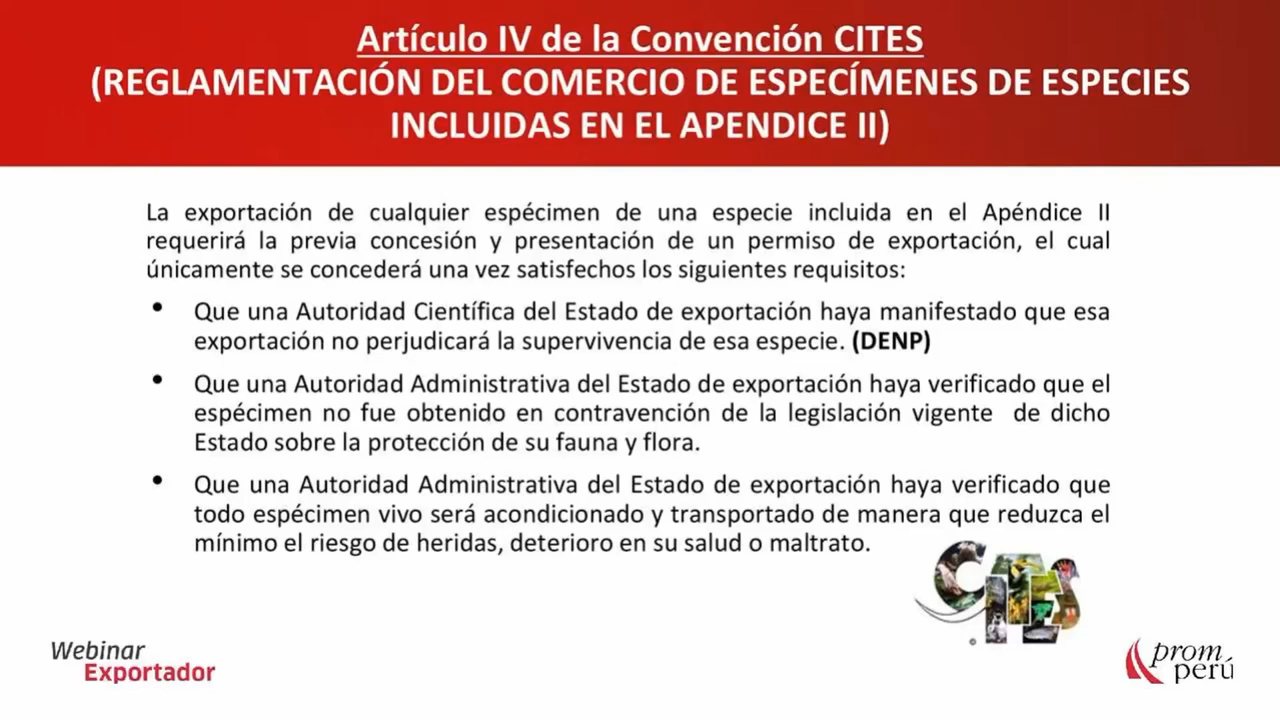 Artículo IV de la Convención CITES
(REGLAMENTACIÓN DEL COMERCIO DE ESPECÍMENES DE ESPECIES
INCLUIDAS EN EL APENDICE II)
La exportación de cualquier espécimen de una especie incluida en el Apéndice II
requerirá la previa concesión y presentación de un permiso de exportación, el cual
únicamente se concederá una vez satisfechos los siguientes requisitos:
• Que una Autoridad Científica del Estado de exportación haya manifestado que esa
exportación no perjudicará la supervivencia de esa especie. (DENP)
• Que una Autoridad Administrativa del Estado de exportación haya verificado que el
espécimen no fue obtenido en contravención de la legislación vigente de dicho
Estado sobre la protección de su fauna y flora.
• Que una Autoridad Administrativa del Estado de exportación haya verificado que
todo espécimen vivo será acondicionado y transportado de manera que reduzca el
mínimo el riesgo de heridas, deterioro en su salud o maltrato.
CITES
©
Webinar
Exportador
prom
perú